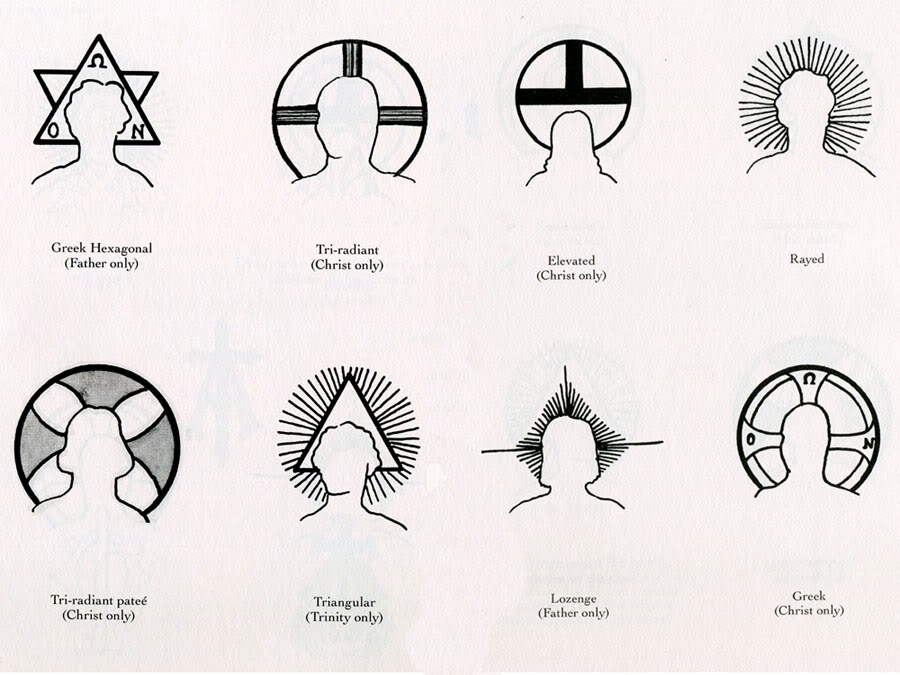 Ω
O N
Greek Hexagonal
(Father only)
Tri-radiant
(Christ only)
Elevated
(Christ only)
Rayed
Tri-radiant pateé
(Christ only)
Triangular
(Trinity only)
Lozenge
(Father only)
Ω
O N
Greek
(Christ only)